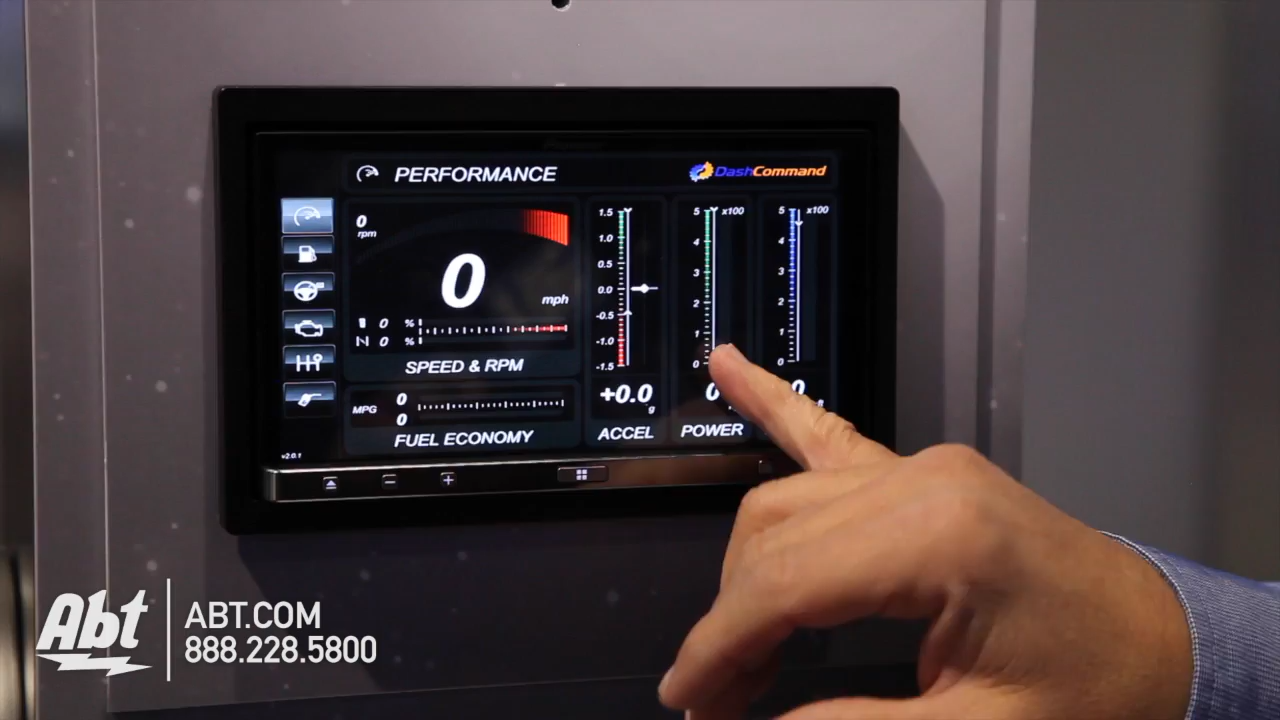 PERFORMANCE
DashCommand
0
rpm
0
mph
0 %
0 %
SPEED & RPM
MPG
0
0
FUEL ECONOMY
1.5
1.0
0.5
0.0
-0.5
-1.0
-1.5
+0.0
g
ACCEL
5 x100
4
3
2
1
0
0
POWER
5 x100
4
3
2
1
0
0
v2.0.1
Abt
ABT.COM
888.228.5800